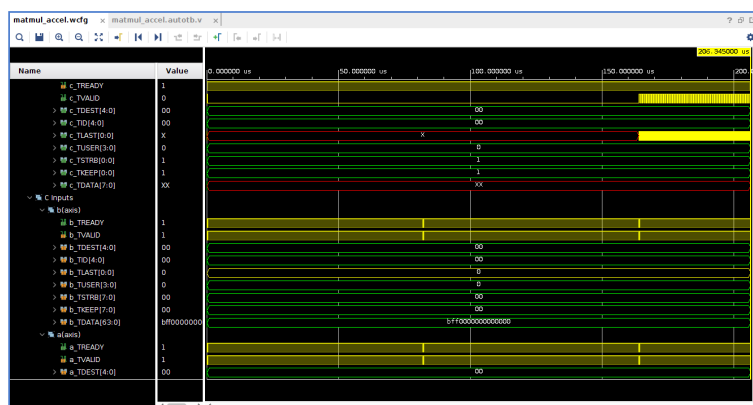 matmul_accel.wcfg × matmul_accel.autotb.v ×
206.345000 us
Name Value 0.000000 us 50.000000 us 100.000000 us 150.000000 us 200.
c_TREADY 1
c_TVALID 0
c_TDEST[4:0] 00 00
c_TID[4:0] 00 00
c_TLAST[0:0] X X
c_TUSER[3:0] 0 0
c_TSTRB[0:0] 1 1
c_TKEEP[0:0] 1 1
c_TDATA[7:0] XX XX
C Inputs
b(axis)
b_TREADY 1
b_TVALID 1
b_TDEST[4:0] 00 00
b_TID[4:0] 00 00
b_TLAST[0:0] 0 0
b_TUSER[3:0] 0 0
b_TSTRB[7:0] 00 00
b_TKEEP[7:0] 00 00
b_TDATA[63:0] bff0000000 bff0000000000000
a(axis)
a_TREADY 1
a_TVALID 1
a_TDEST[4:0] 00 00